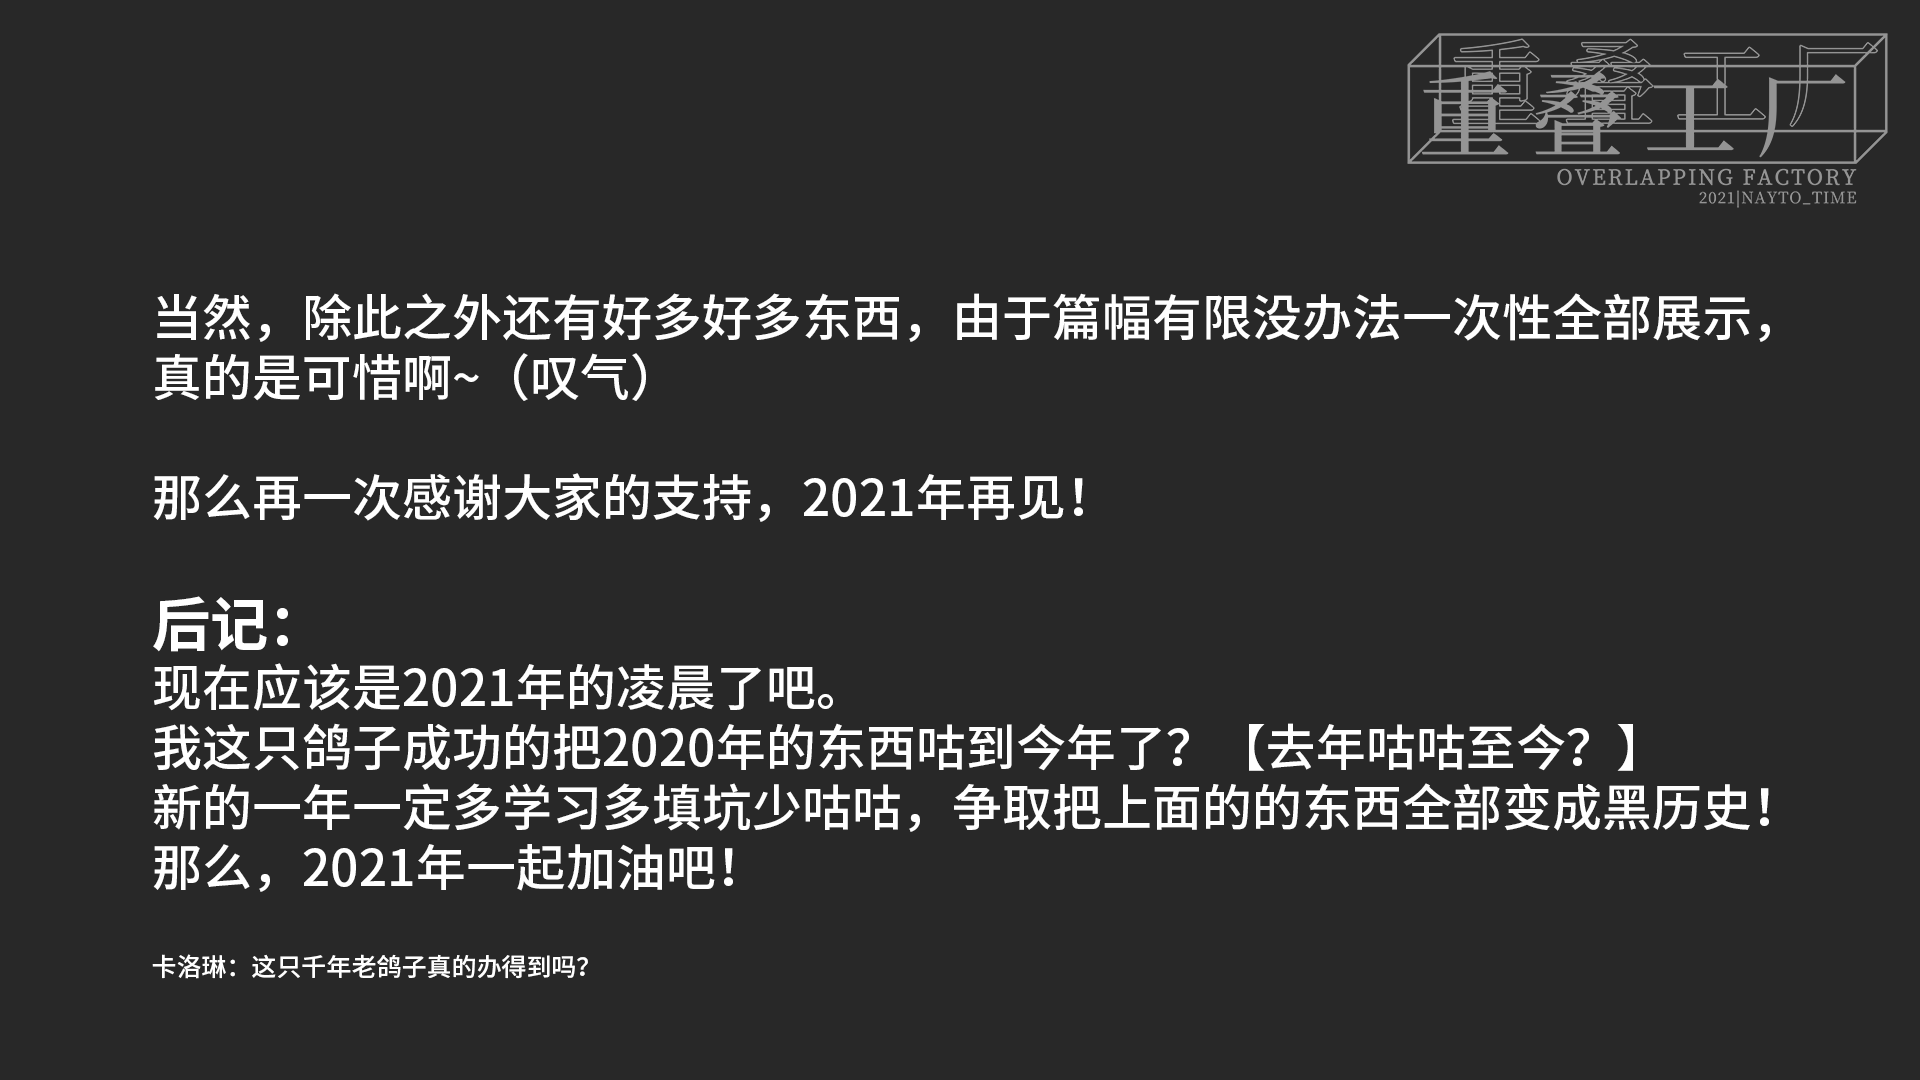 重叠工厂
OVERLAPPING FACTORY
2021|NAYTO_TIME
当然，除此之外还有好多好多东西，由于篇幅有限没办法一次性全部展示，
真的是可惜啊~（叹气）
那么再一次感谢大家的支持，2021年再见！
后记：
现在应该是2021年的凌晨了吧。
我这只鸽子成功的把2020年的东西咕到今年了？【去年咕咕至今？】
新的一年一定多学习多填坑少咕咕，争取把上面的的东西全部变成黑历史！
那么，2021年一起加油吧！
卡洛琳：这只千年老鸽子真的办得到吗？